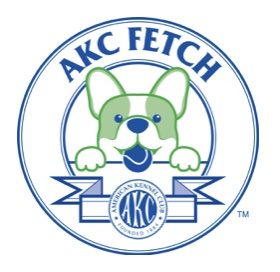 AKC FETCH
AMERICAN KENNEL CLUB
AKC
FOUNDED 1884
TM